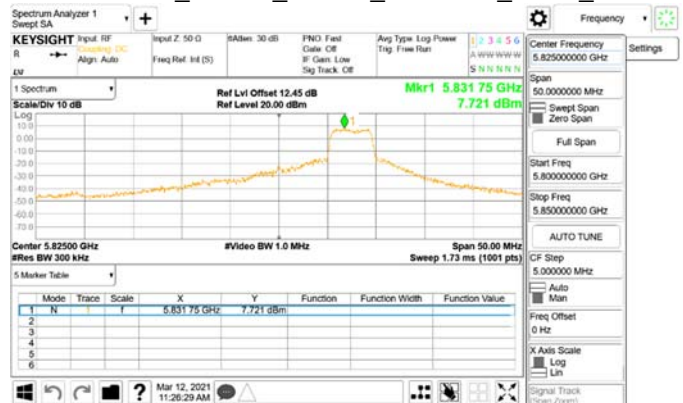 Spectrum Analyzer 1
Swept SA
Frequency
KEYSIGHT
Input: RF
Coupling: DC
Align: Auto
Input Z: 50 Ω
Freq Ref: Int (S)
#Atten: 30 dB
PNO: Fast
Gate: Off
IF Gain: Low
Sig Track: Off
Avg Type: Log-Power
Trig: Free Run
1 2 3 4 5 6
A W W W W W
S N N N N N
R
LM
1 Spectrum
Scale/Div 10 dB
Ref Lvl Offset 12.45 dB
Ref Level 20.00 dBm
Mkr1 5.831 75 GHz
7.721 dBm
Log
10.0
0.00
-10.0
-20.0
-30.0
-40.0
-50.0
-70.0
1
Center 5.82500 GHz
#Res BW 300 kHz
#Video BW 1.0 MHz
Span 50.00 MHz
Sweep 1.73 ms (1001 pts)
5 Marker Table
Mode Trace Scale X Y Function Function Width Function Value
1 N 1 f 5.831 75 GHz 7.721 dBm
2
3
4
5
6
Mar 12, 2021
11:26:29 AM
Center Frequency
5.825000000 GHz
Settings
Span
50.0000000 MHz
Swept Span
Zero Span
Full Span
Start Freq
5.800000000 GHz
Stop Freq
5.850000000 GHz
AUTO TUNE
CF Step
5.000000 MHz
Auto
Man
Freq Offset
0 Hz
X Axis Scale
Log
Lin
Signal Track
(Span Zoom)